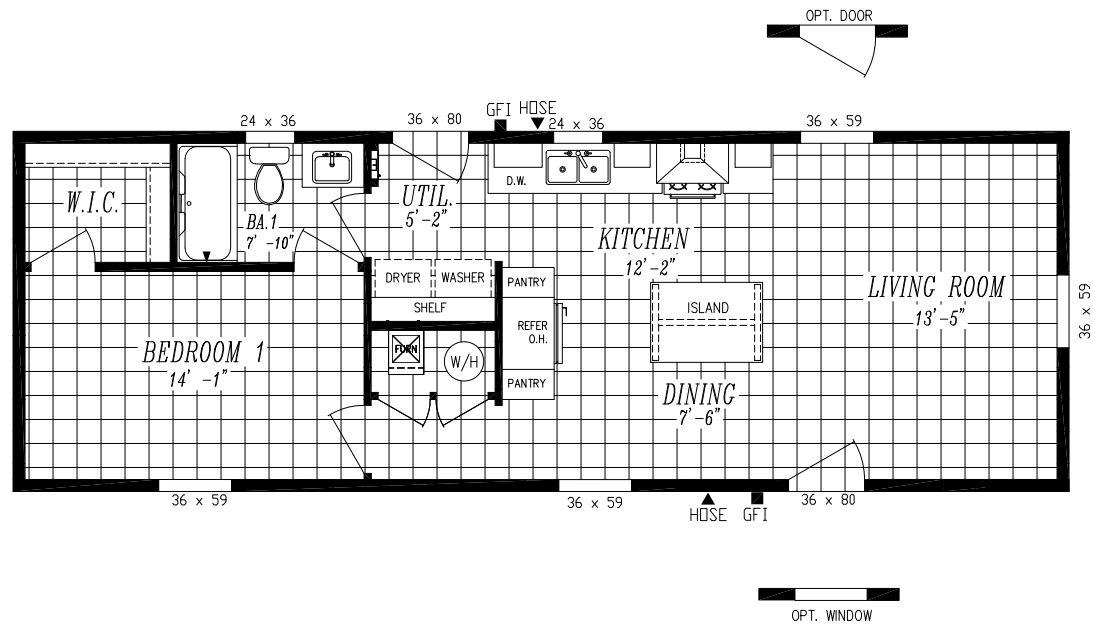 OPT. DOOR
24 x 36
36 x 80
GFI HOSE
24 x 36
36 x 59
W.I.C.
BA.1
7' -10"
UTIL.
5'-2"
D.W.
KITCHEN
12'-2"
DRYER
WASHER
SHELF
PANTRY
ISLAND
LIVING ROOM
13'-5"
36 x 59
REFER
O.H.
BEDROOM 1
14' -1"
FURN
W/H
PANTRY
DINING
7'-6"
36 x 59
36 x 59
HOSE GFI
36 x 80
OPT. WINDOW